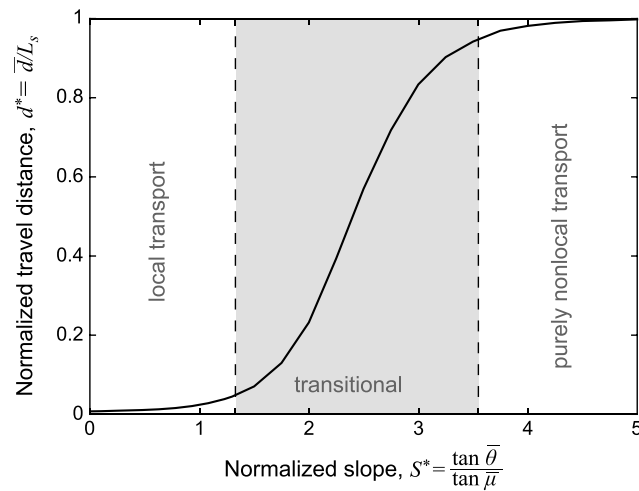 1
0.8
0.6
0.4
0.2
0
0 1 2 3 4 5
Normalized travel distance, d* = d̅/Lₛ
local transport
transitional
purely nonlocal transport
Normalized slope, S* = tan θ̅
tan μ̅